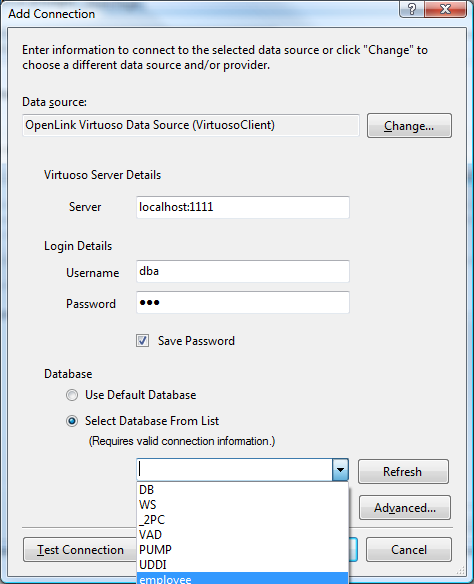 Add Connection
?
Enter information to connect to the selected data source or click "Change" to
choose a different data source and/or provider.
Data source:
OpenLink Virtuoso Data Source (VirtuosoClient)
Change...
Virtuoso Server Details
Server
localhost:1111
Login Details
Username
dba
Password
●●●
Save Password
Database
Use Default Database
Select Database From List
(Requires valid connection information.)
Refresh
DB
WS
_2PC
VAD
PUMP
UDDI
employee
Advanced...
Test Connection
Cancel